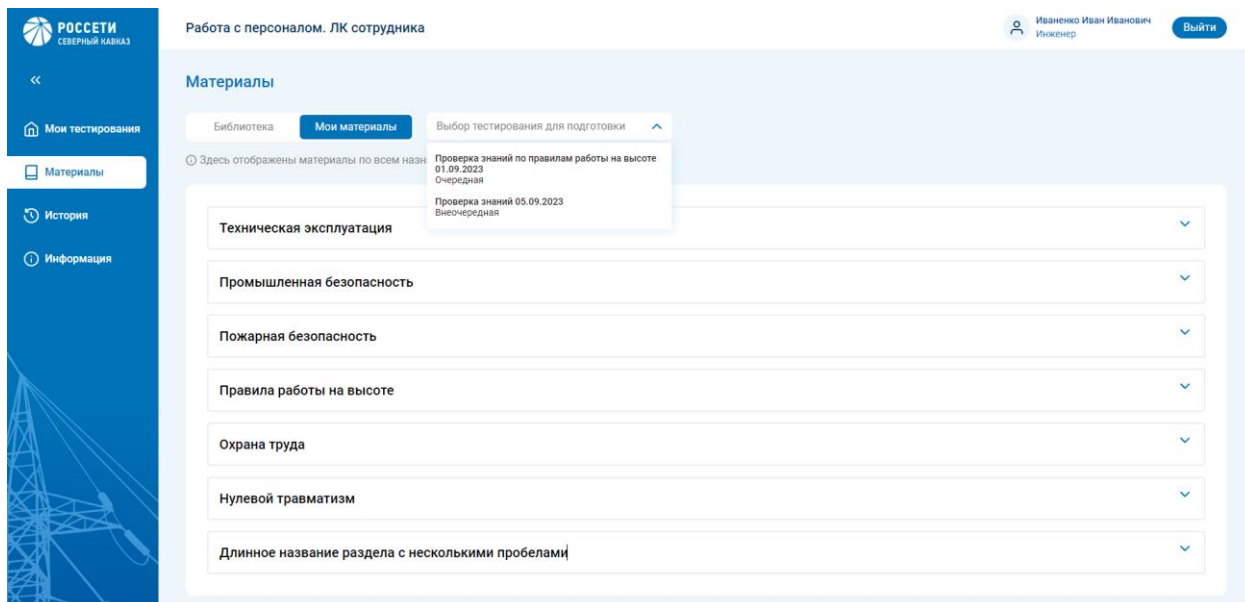 РОССЕТИ
СЕВЕРНЫЙ КАВКАЗ
Работа с персоналом. ЛК сотрудника
Иваненко Иван Иванович
Инженер
Выйти
Мои тестирования
Материалы
История
Информация
Материалы
Библиотека
Мои материалы
Выбор тестирования для подготовки
Здесь отображены материалы по всем
Проверка знаний по правилам работы на высоте
01.09.2023
Очередная
Проверка знаний 05.09.2023
Внеочередная
Техническая эксплуатация
Промышленная безопасность
Пожарная безопасность
Правила работы на высоте
Охрана труда
Нулевой травматизм
Длинное название раздела с несколькими пробелами